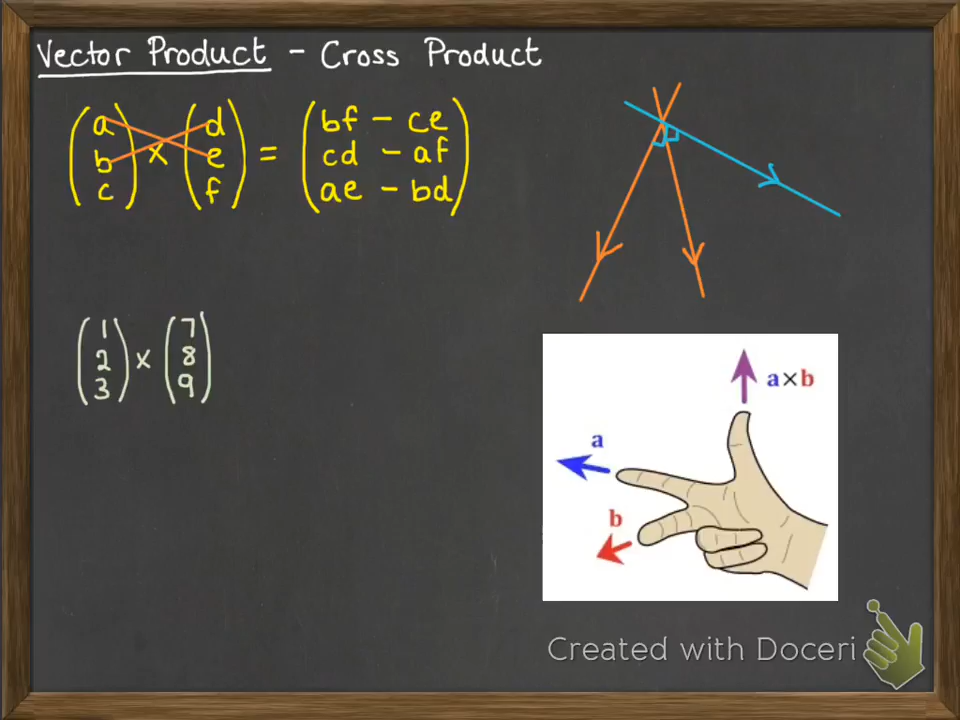 Vector Product - Cross Product
(a b c) × (d e f) = (bf - ce
cd - af
ae - bd)
(1 2 3) × (7 8 9)
a×b
a
b
Created with Doceri